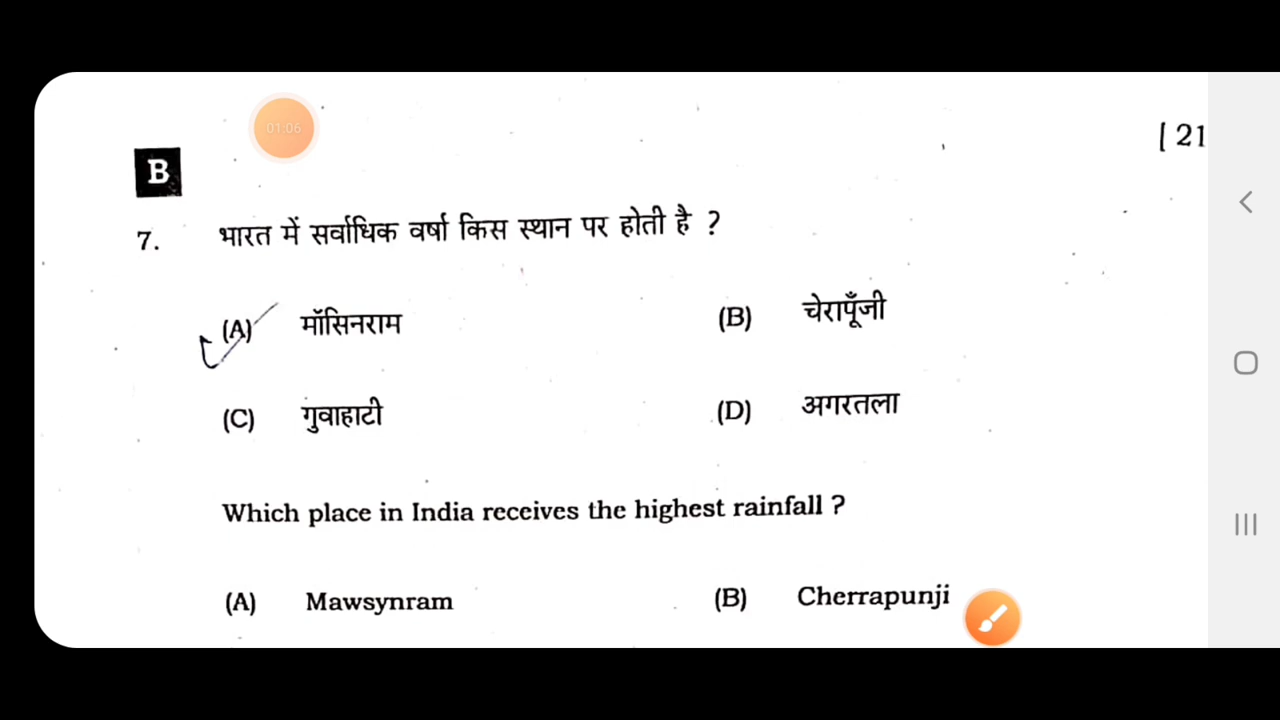 01:06
[ 21
B
7. भारत में सर्वाधिक वर्षा किस स्थान पर होती है ?
(A) मॉसिनराम (B) चेरापूँजी
(C) गुवाहाटी (D) अगरतला
Which place in India receives the highest rainfall ?
(A) Mawsynram (B) Cherrapunji